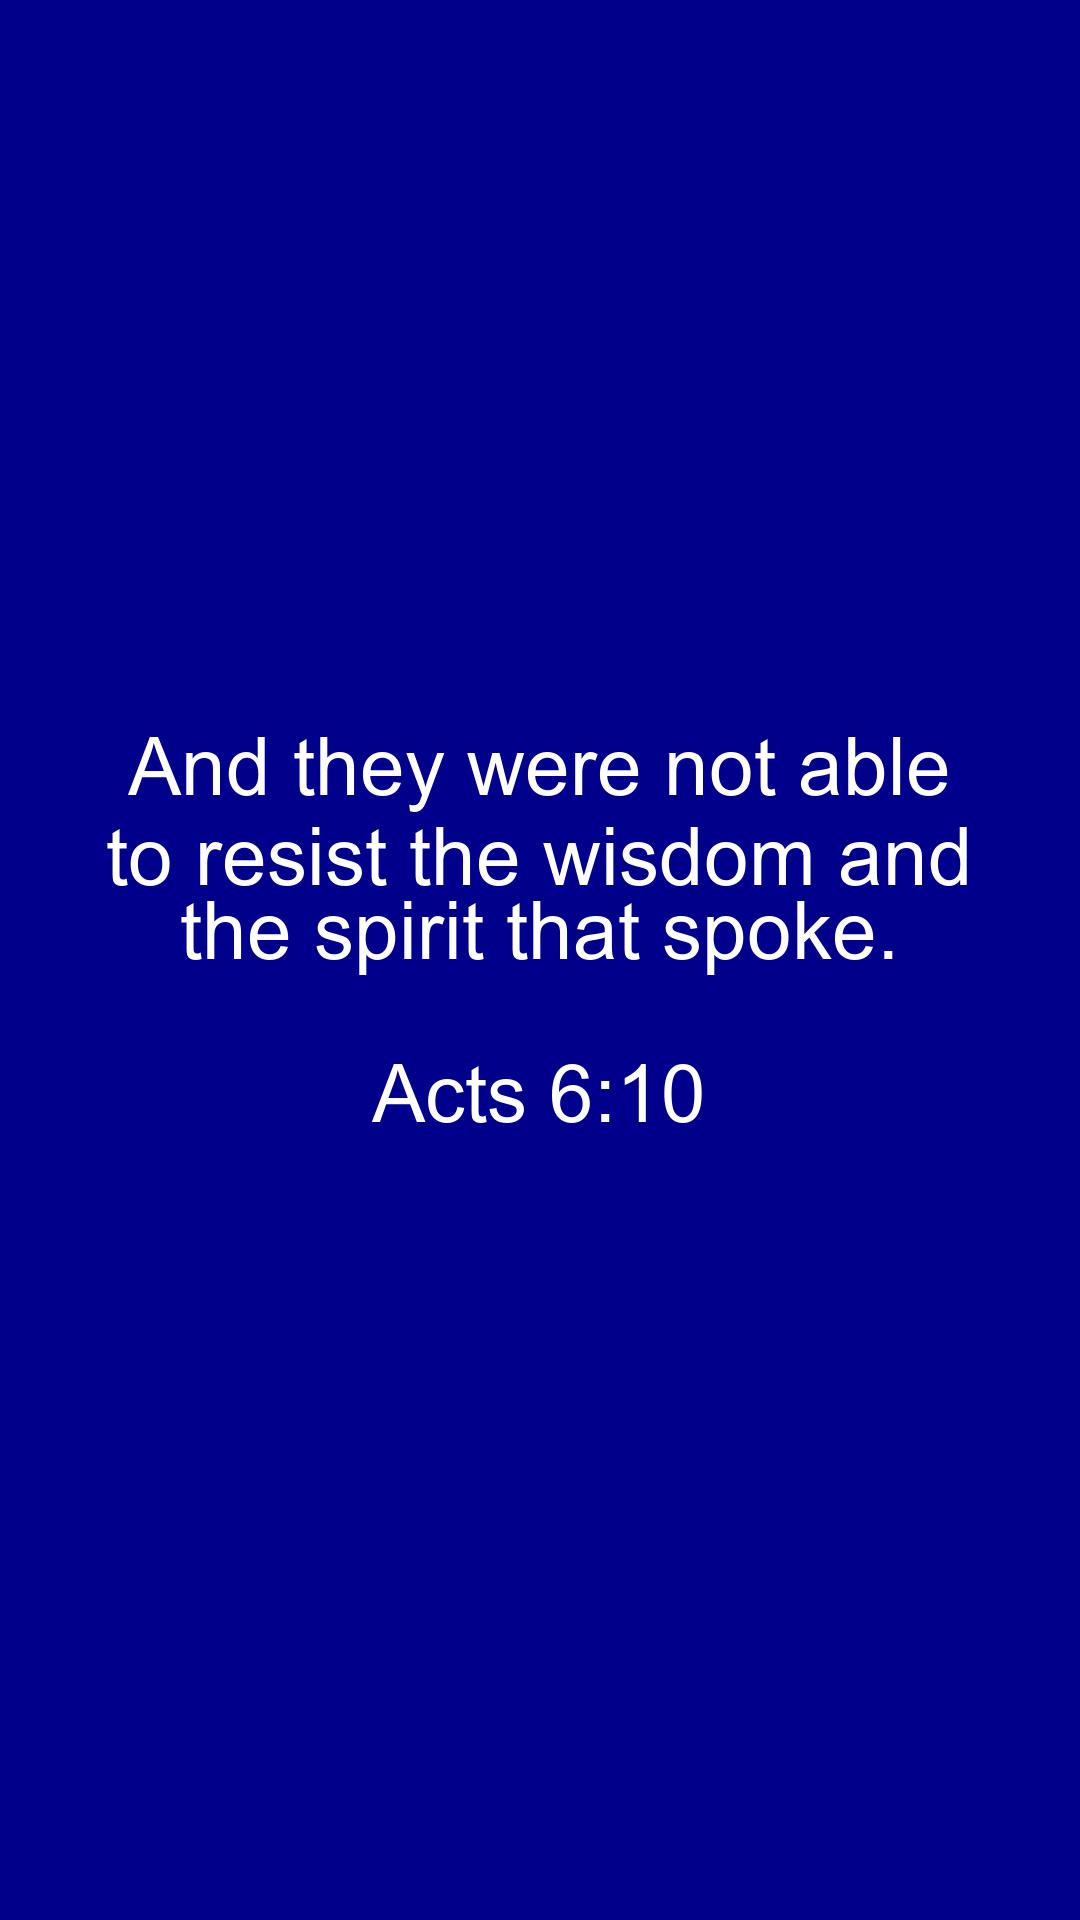 And they were not able
to resist the wisdom and
the spirit that spoke.
Acts 6:10